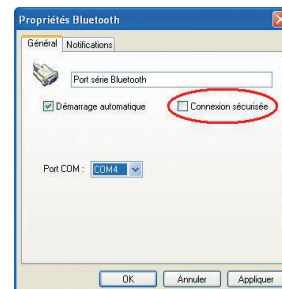 Propriétés Bluetooth
Général Notifications
Port série Bluetooth
Démarrage automatique Connexion sécurisée
Port COM : COM4
OK Annuler Appliquer